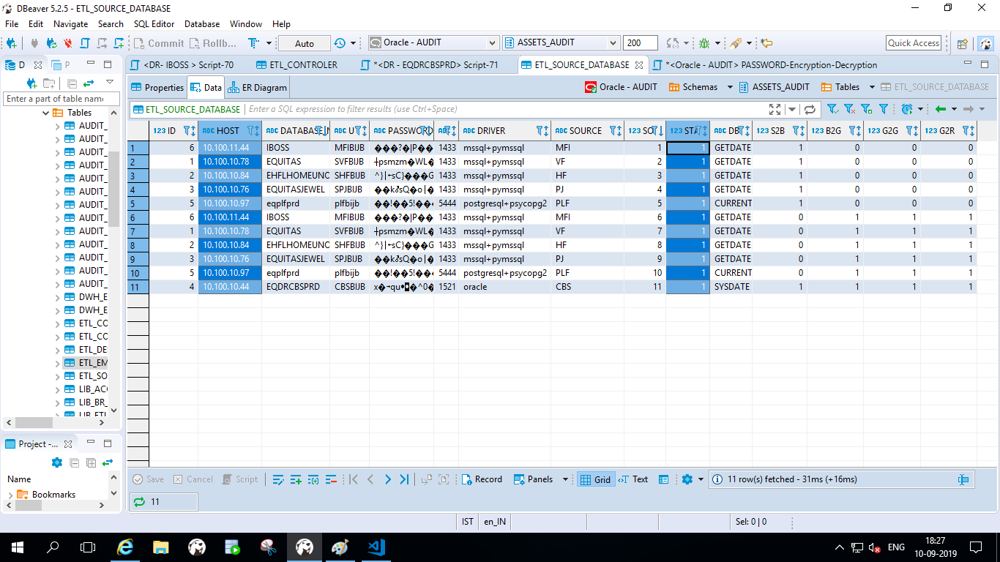 DBeaver 5.2.5 - ETL_SOURCE_DATABASE
File Edit Navigate Search SQL Editor Database Window Help
Commit Rollb... T Auto Oracle - AUDIT ASSETS_AUDIT 200 Quick Access
D P <DR- IBOSS > Script-70 ETL_CONTROLER *<DR - EQDRCBSPRD> Script-71 ETL_SOURCE_DATABASE *<Oracle - AUDIT> PASSWORD-Encryption-Decryption
Properties Data ER Diagram Oracle - AUDIT Schemas ASSETS_AUDIT Tables ETL_SOURCE_DATABASE
Enter a part of table name
ETL_SOURCE_DATABASE Enter a SQL expression to filter results (use Ctrl+Space)
Tables
AUDIT_
AUDIT_
AUDIT_
AUDIT_
AUDIT_
AUDIT_
AUDIT_
AUDIT_
AUDIT_
AUDIT_
AUDIT_
AUDIT_
AUDIT_
DWH_E
DWH_E
ETL_CO
ETL_CO
ETL_DE
ETL_EM
ETL_SO
LIB_ACC
LIB_BR_
LIB_ETL
123 ID ABC HOST ABC DATABASE_N ABC U ABC PASSWORD ABC ABC DRIVER ABC SOURCE 123 SO 123 STA ABC DB 123 S2B 123 B2G 123 G2G 123 G2R
1 6 10.100.11.44 IBOSS MFIBIJB ���?�|P�� 1433 mssql+pymssql MFI 1 1 GETDATE 1 0 0 0
2 1 10.100.10.78 EQUITAS SVFBIJB ┼psmzm�WL� 1433 mssql+pymssql VF 2 1 GETDATE 1 0 0 0
3 2 10.100.10.84 EHFLHOMEUNO SHFBIJB 1433 mssql+pymssql HF 3 1 GETDATE 1 0 0 0
4 3 10.100.10.76 EQUITASJEWEL SPJBIJB 1433 mssql+pymssql PJ 4 1 GETDATE 1 0 0 0
5 5 10.100.10.97 eqplfprd plfbijb ��!��5!��� 5444 postgresql+psycopg2 PLF 5 1 CURRENT 1 0 0 0
6 6 10.100.11.44 IBOSS MFIBIJB ���?�|P�� 1433 mssql+pymssql MFI 6 1 GETDATE 0 1 1 1
7 1 10.100.10.78 EQUITAS SVFBIJB ┼psmzm�WL� 1433 mssql+pymssql VF 7 1 GETDATE 0 1 1 1
8 2 10.100.10.84 EHFLHOMEUNO SHFBIJB 1433 mssql+pymssql HF 8 1 GETDATE 0 1 1 1
9 3 10.100.10.76 EQUITASJEWEL SPJBIJB 1433 mssql+pymssql PJ 9 1 GETDATE 0 1 1 1
10 5 10.100.10.97 eqplfprd plfbijb ��!��5!��� 5444 postgresql+psycopg2 PLF 10 1 CURRENT 0 1 1 1
11 4 10.100.10.44 EQDRCBSPRD CBSBIJB 1521 oracle CBS 11 1 SYSDATE 1 1 1 1
Project -...
Name
Bookmarks
Save Cancel Script Record Panels Grid Text 11 row(s) fetched - 31ms (+16ms)
11
IST en_IN Sel: 0 | 0
ENG 18:27
10-09-2019